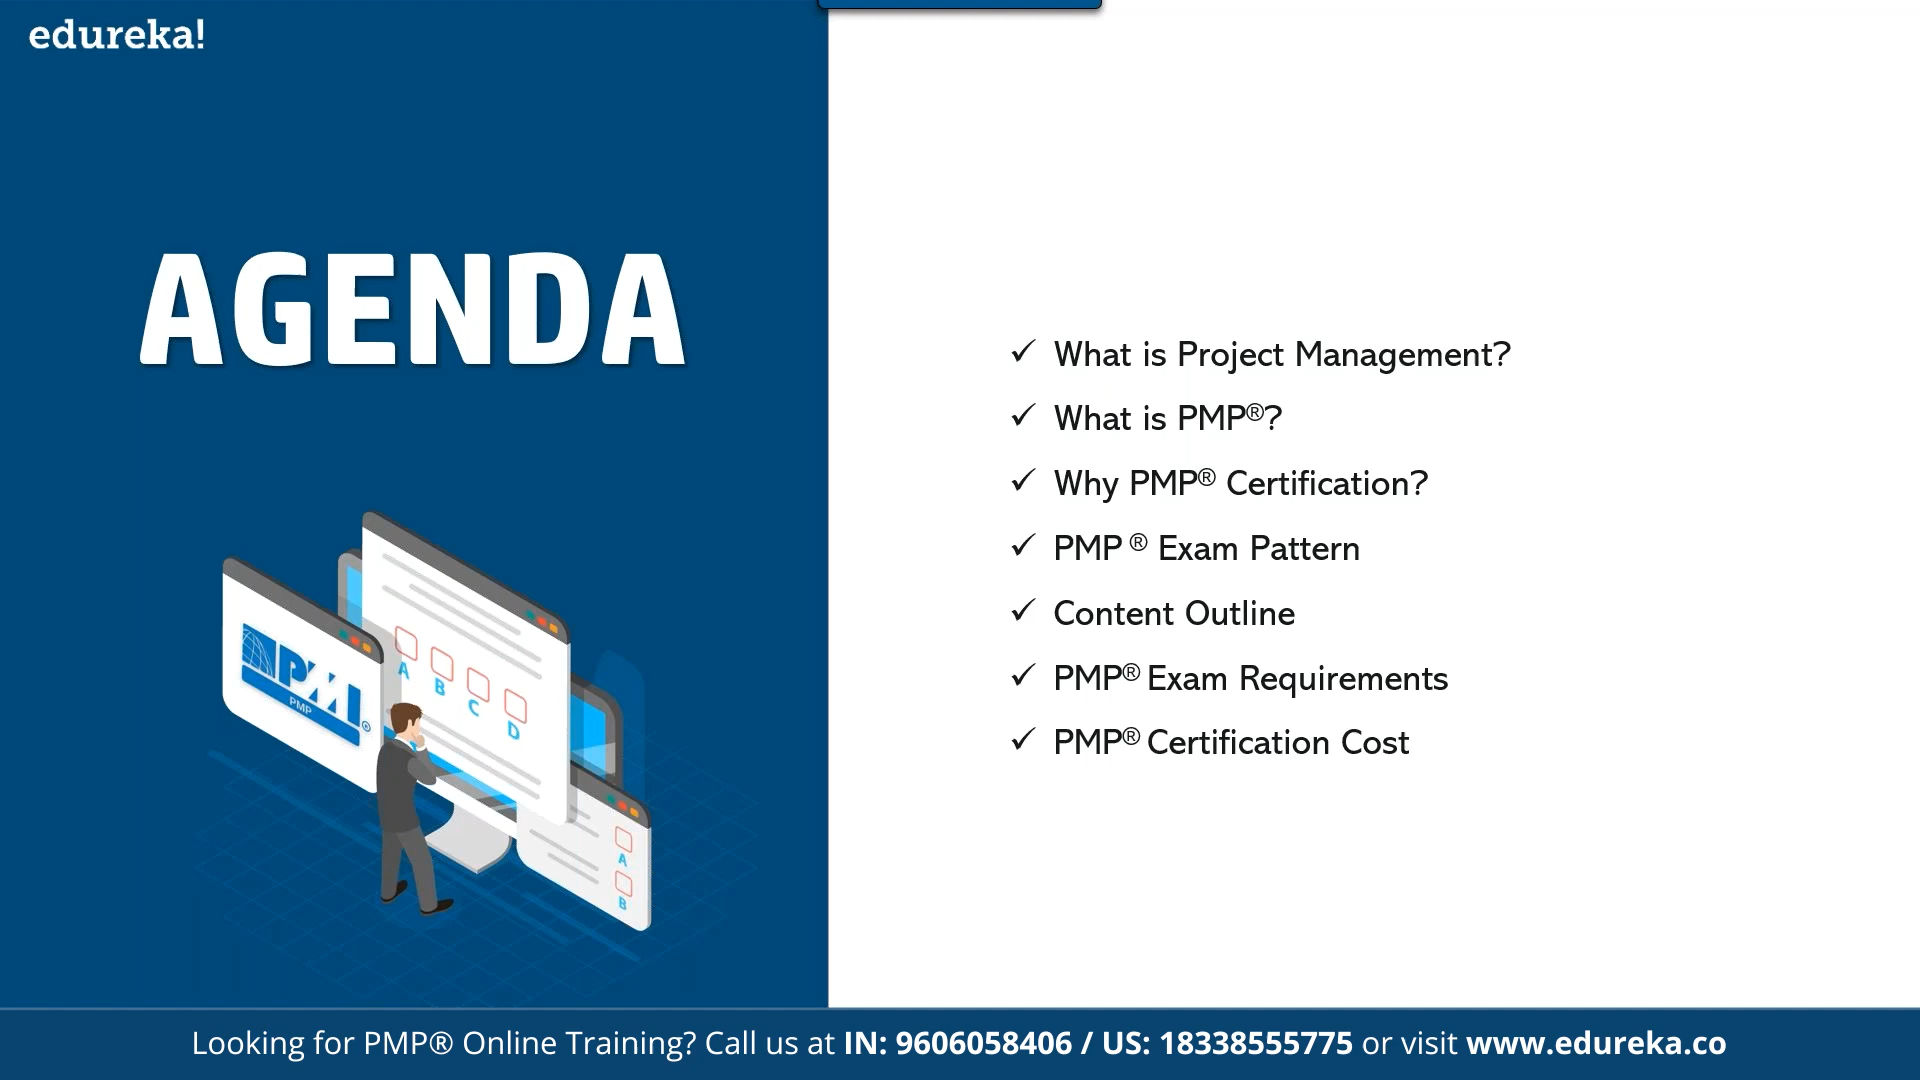 edureka!
AGENDA
✓ What is Project Management?
✓ What is PMP®?
✓ Why PMP® Certification?
✓ PMP ® Exam Pattern
✓ Content Outline
✓ PMP® Exam Requirements
✓ PMP® Certification Cost
PM
®
PMP
A
B
C
D
A
B
Looking for PMP® Online Training? Call us at IN: 9606058406 / US: 18338555775 or visit www.edureka.co